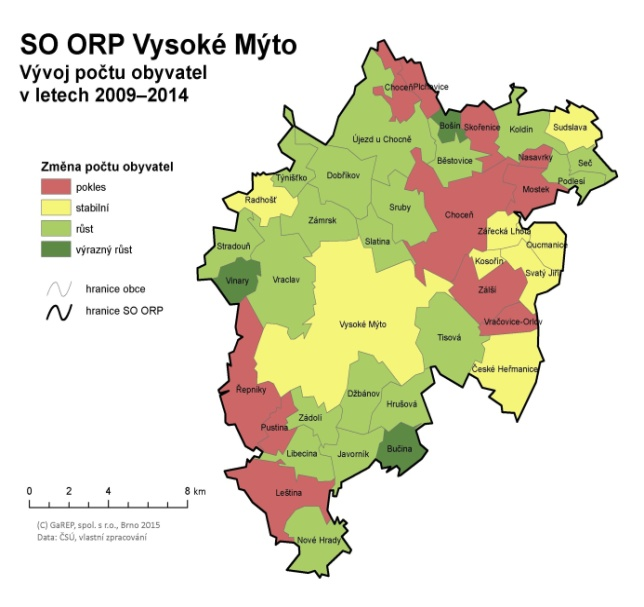 SO ORP Vysoké Mýto
Vývoj počtu obyvatel
v letech 2009–2014
Změna počtu obyvatel
pokles
stabilní
růst
výrazný růst
hranice obce
hranice SO ORP
Choceň
Plchovice
Bošín
Skořenice
Koldín
Sudslava
Újezd u Chocně
Běstovice
Nasavrky
Seč
Podlesí
Týnišťko
Dobříkov
Mostek
Radhošť
Sruby
Choceň
Zámrsk
Zářecká Lhota
Slatina
Cucmanice
Stradouň
Kosořín
Svatý Jiří
Vinary
Vraclav
Zálší
Vysoké Mýto
Vračovice-Orlov
Tisová
České Heřmanice
Řepníky
Džbánov
Hrušová
Zádolí
Pustina
Libecina
Javorník
Bučina
Leština
Nové Hrady
0 2 4 8 km
(C) GaREP, spol. s r.o., Brno 2015
Data: ČSÚ, vlastní zpracování